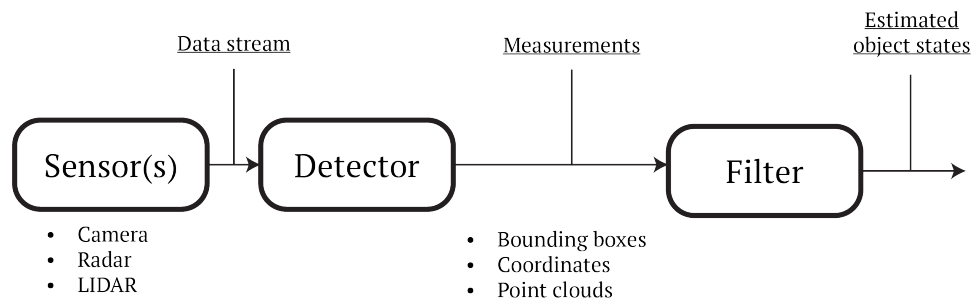 Estimated
object states
Data stream
Measurements
Sensor(s)
Detector
Filter
• Camera
• Radar
• LIDAR
• Bounding boxes
• Coordinates
• Point clouds